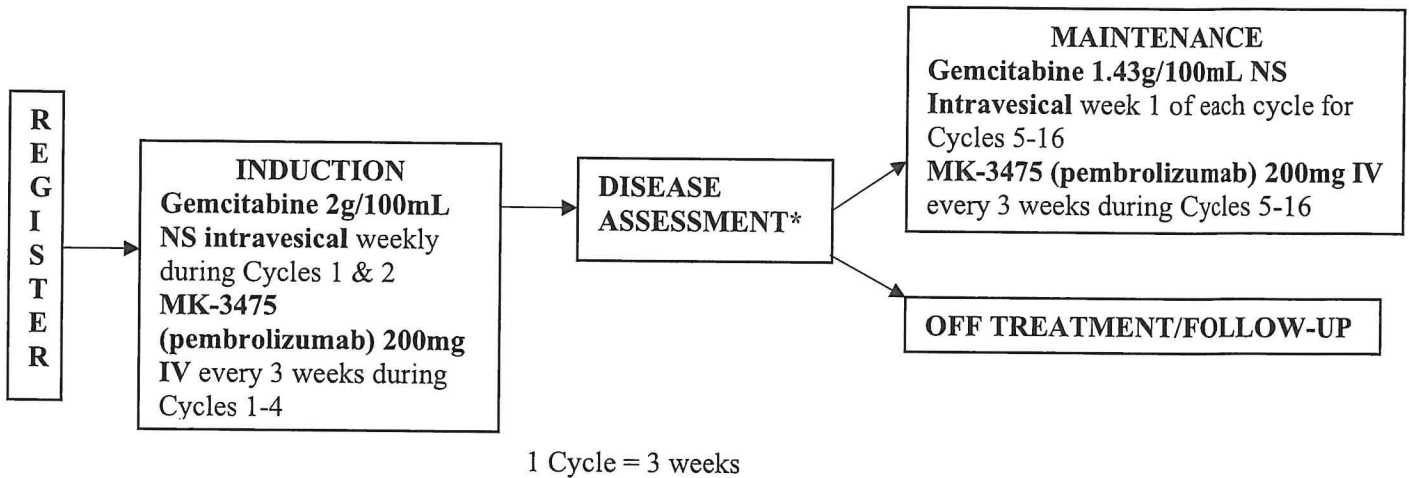 REGISTER
INDUCTION
Gemcitabine 2g/100mL
NS intravesical weekly
during Cycles 1 & 2
MK-3475
(pembrolizumab) 200mg
IV every 3 weeks during
Cycles 1-4
DISEASE
ASSESSMENT*
MAINTENANCE
Gemcitabine 1.43g/100mL NS
Intravesical week 1 of each cycle for
Cycles 5-16
MK-3475 (pembrolizumab) 200mg IV
every 3 weeks during Cycles 5-16
OFF TREATMENT/FOLLOW-UP
1 Cycle = 3 weeks